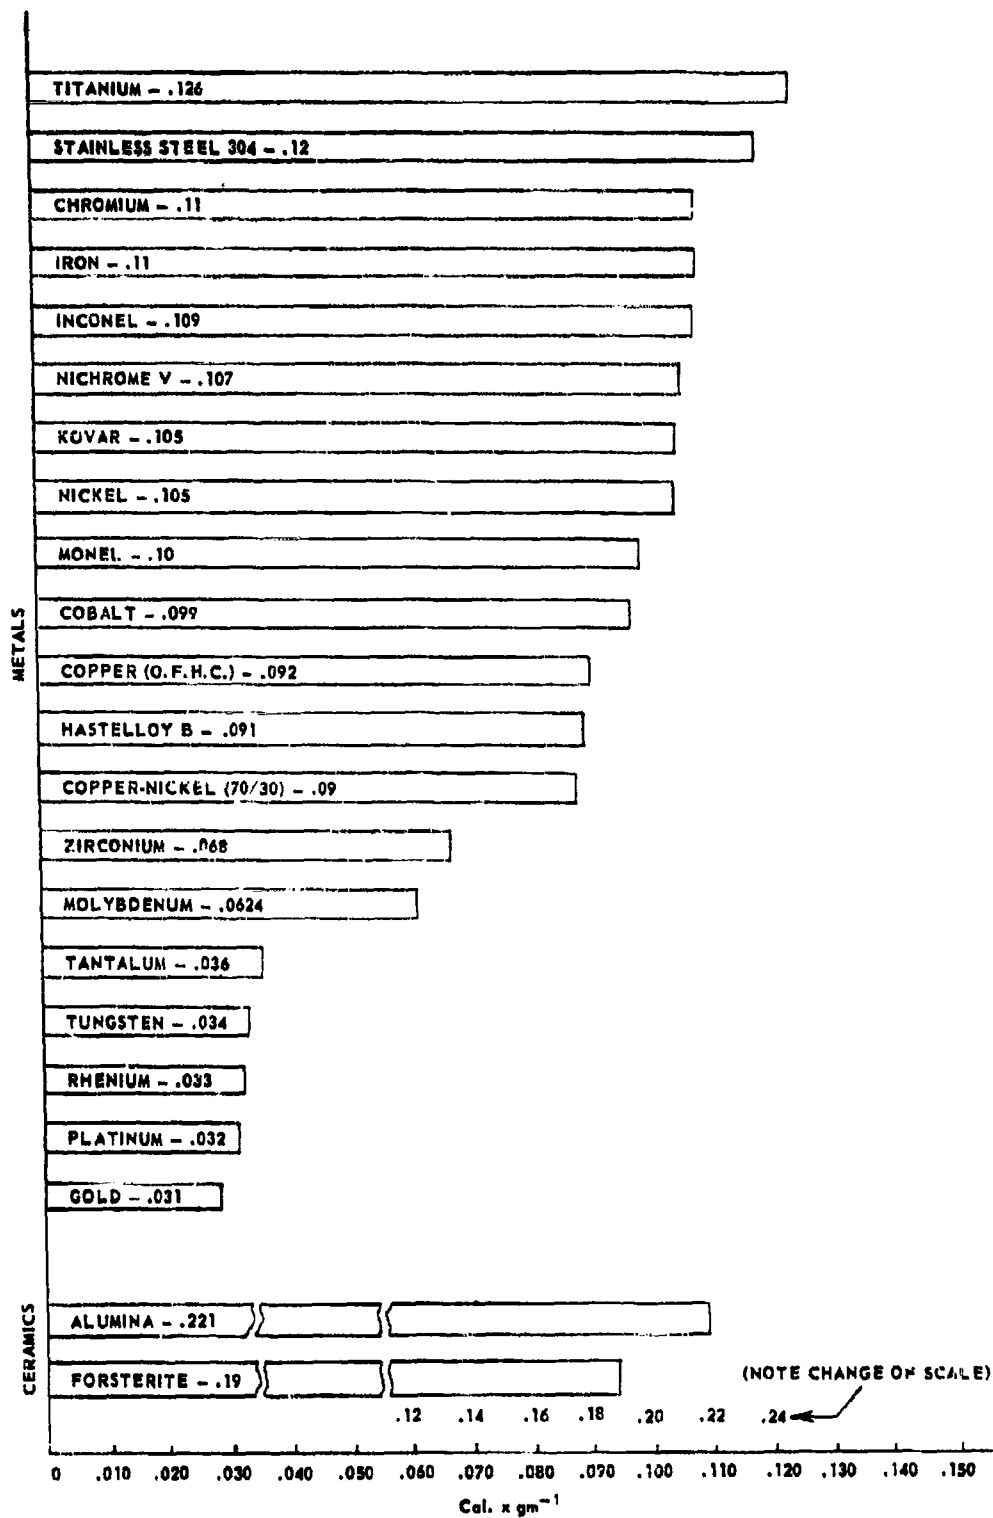 TITANIUM – .126
STAINLESS STEEL 304 – .12
CHROMIUM – .11
IRON – .11
INCONEL – .109
NICHROME V – .107
KOVAR – .105
NICKEL – .105
MONEL – .10
COBALT – .099
COPPER (O.F.H.C.) – .092
HASTELLOY B – .091
COPPER-NICKEL (70/30) – .09
ZIRCONIUM – .068
MOLYBDENUM – .0624
TANTALUM – .036
TUNGSTEN – .034
RHENIUM – .033
PLATINUM – .032
GOLD – .031
METALS
ALUMINA – .221
FORSTERITE – .19
CERAMICS
(NOTE CHANGE OF SCALE)
.12 .14 .16 .18 .20 .22 .24
0 .010 .020 .030 .040 .050 .060 .070 .080 .090 .100 .110 .120 .130 .140 .150
Cal. x gm⁻¹